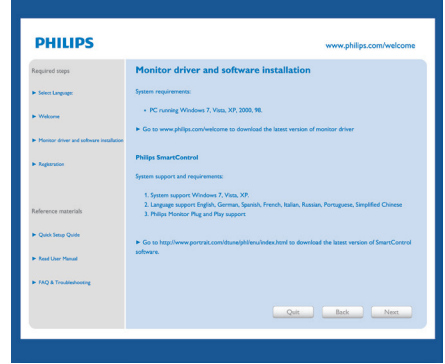 PHILIPS
www.philips.com/welcome
Required steps:
► Select Language:
► Welcome
► Monitor driver and software installation
► Registration
Reference materials
► Quick Setup Quide
► Read User Manual
► FAQ & Troubleshooting
Monitor driver and software installation
System requirements:
• PC running Windows 7, Vista, XP, 2000, 98.
► Go to www.philips.com/welcome to download the latest version of monitor driver
Philips SmartControl
System support and requirements:
1. System support Windows 7, Vista, XP.
2. Language support English, German, Spanish, French, Italian, Russian, Portuguese, Simplified Chinese
3. Philips Monitor Plug and Play support
► Go to http://www.portrait.com/dtune/phl/enu/index.html to download the latest version of SmartControl
software.
Quit
Back
Next